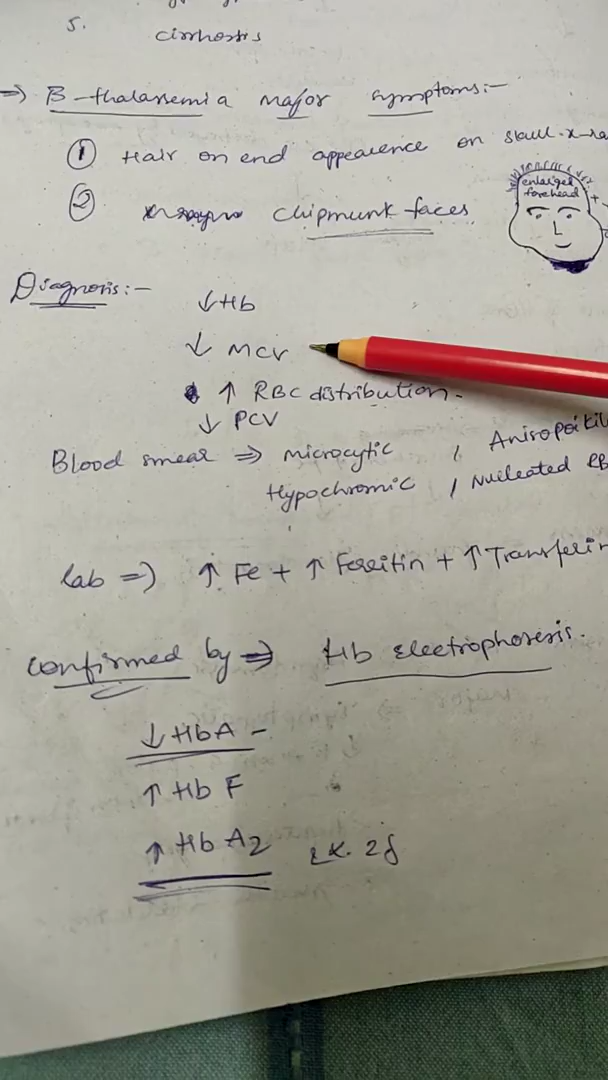 5.
cirrhosis
=> B-thalassemia major symptoms:-
① Hair on end appearence on skull x-ra
② Chipmunk faces
enlarged
forehead
Diagnosis:-
↓ Hb
↓ MCV
↑ RBC distribution.
↓ PCV
Blood smear => microcytic , Anisopoikil
Hypochromic , Nucleated RB
lab => ↑ Fe + ↑ Ferritin + ↑ Transferin
confirmed by => Hb electrophoresis.
↓ HbA -
↑ Hb F
↑ Hb A2